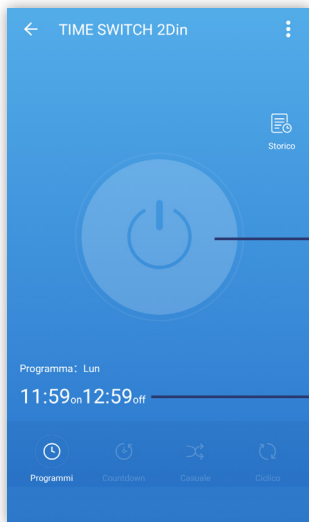 TIME SWITCH 2Din
Storico
Programma: Lun
11:59on12:59off
Programmi Countdown Casuale Ciclico